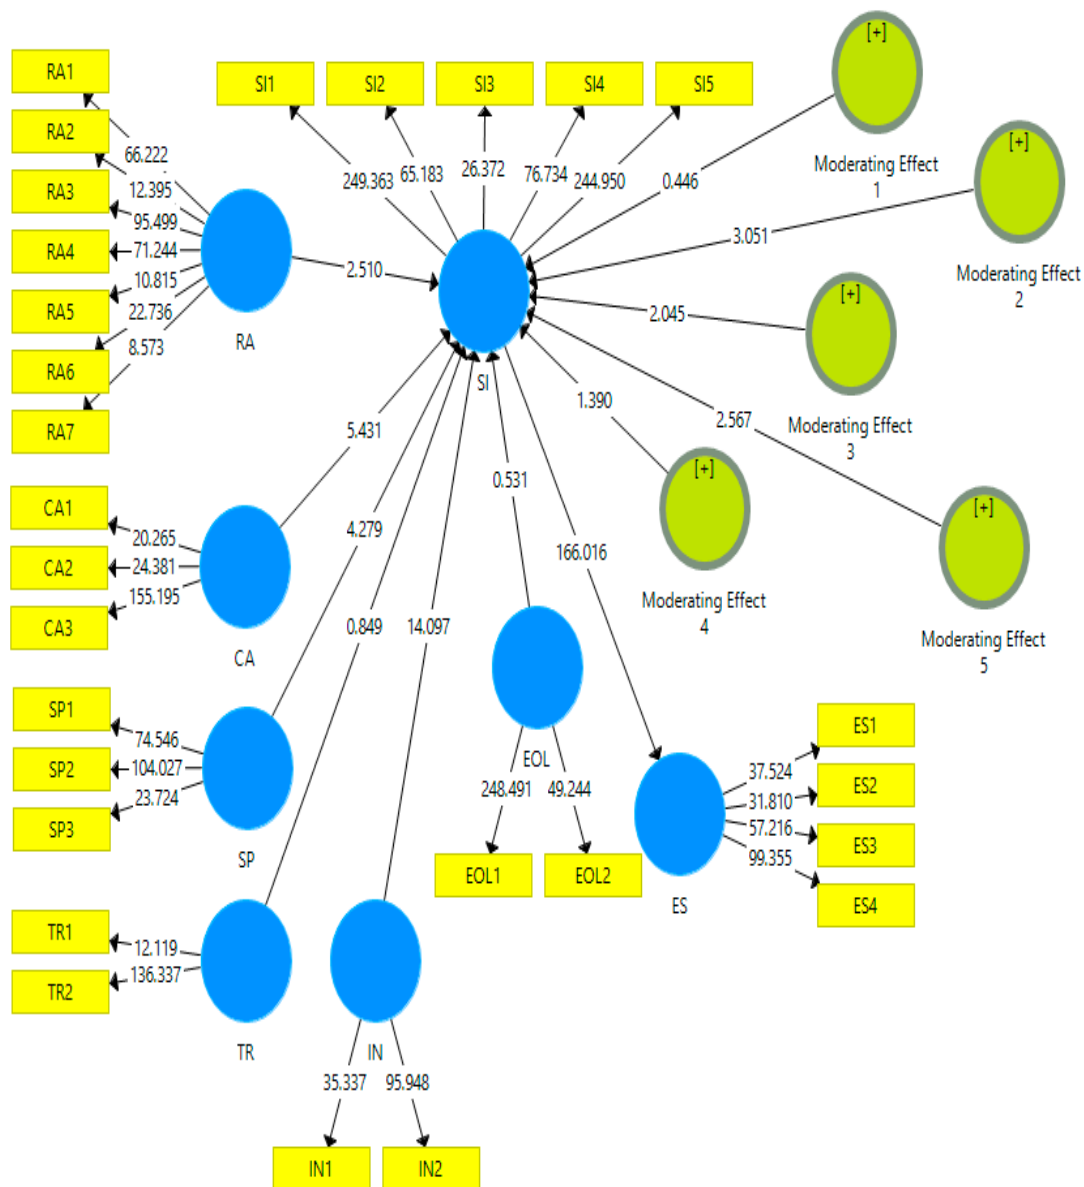 RA1
RA2
RA3
RA4
RA5
RA6
RA7
66.222
12.395
95.499
71.244
10.815
22.736
8.573
RA
SI1
SI2
SI3
SI4
SI5
249.363
65.183
26.372
76.734
244.950
SI
2.510
[+]
Moderating Effect
1
0.446
[+]
Moderating Effect
2
3.051
[+]
Moderating Effect
3
2.045
[+]
Moderating Effect
4
1.390
[+]
Moderating Effect
5
2.567
CA1
CA2
CA3
20.265
24.381
155.195
CA
5.431
SP1
SP2
SP3
74.546
104.027
23.724
SP
4.279
TR1
TR2
12.119
136.337
TR
0.849
IN
14.097
35.337
95.948
IN1
IN2
0.531
EOL
248.491
49.244
EOL1
EOL2
166.016
ES
37.524
31.810
57.216
99.355
ES1
ES2
ES3
ES4